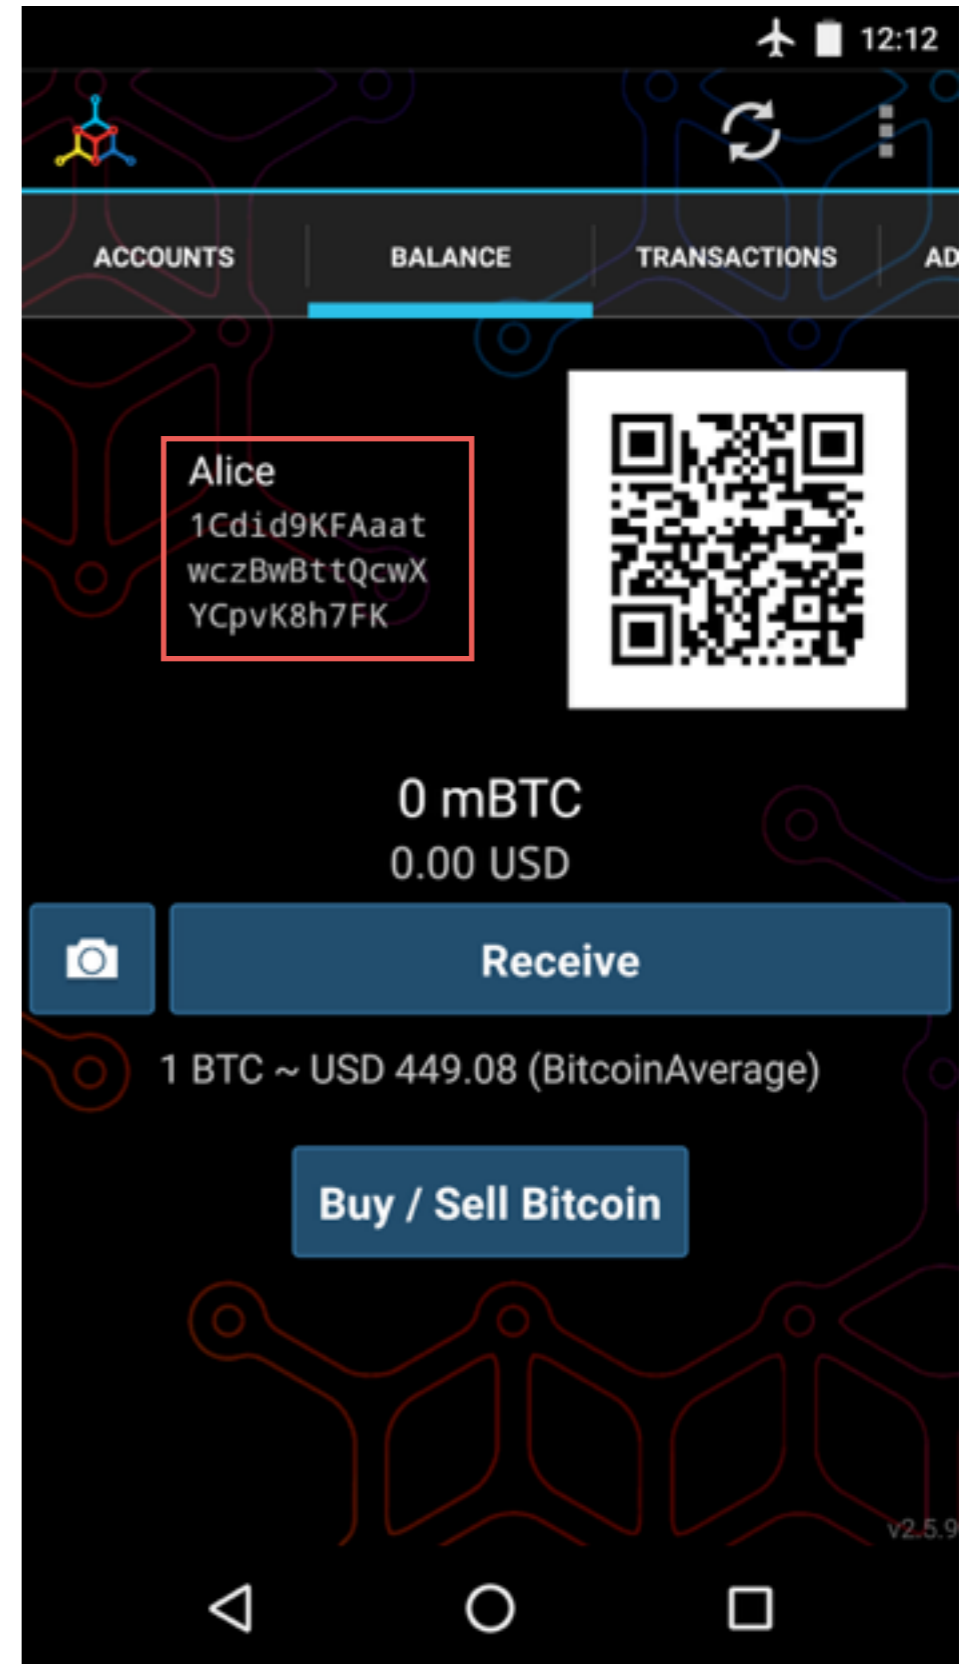 12:12
ACCOUNTS
BALANCE
TRANSACTIONS
AD
Alice
1Cdid9KFAaat
wczBwBttQcwX
YCpvK8h7FK
0 mBTC
0.00 USD
Receive
1 BTC ~ USD 449.08 (BitcoinAverage)
Buy / Sell Bitcoin
v2.5.9